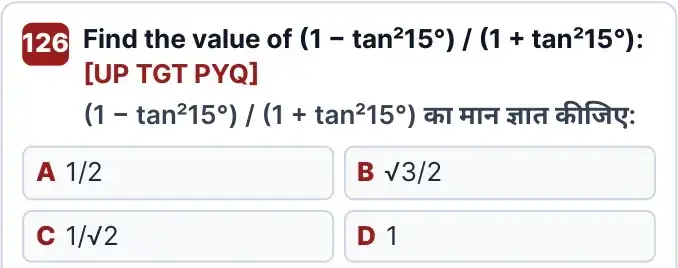 126 Find the value of (1 − tan²15°) / (1 + tan²15°):
[UP TGT PYQ]
(1 − tan²15°) / (1 + tan²15°) का मान ज्ञात कीजिए:
A 1/2 B √3/2
C 1/√2 D 1